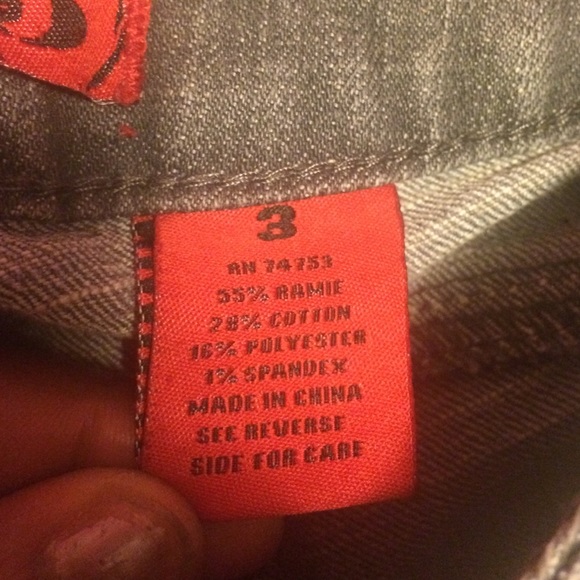 3
RN 74753
55% RAMIE
28% COTTON
16% POLYESTER
1% SPANDEX
MADE IN CHINA
SEE REVERSE
SIDE FOR CARE